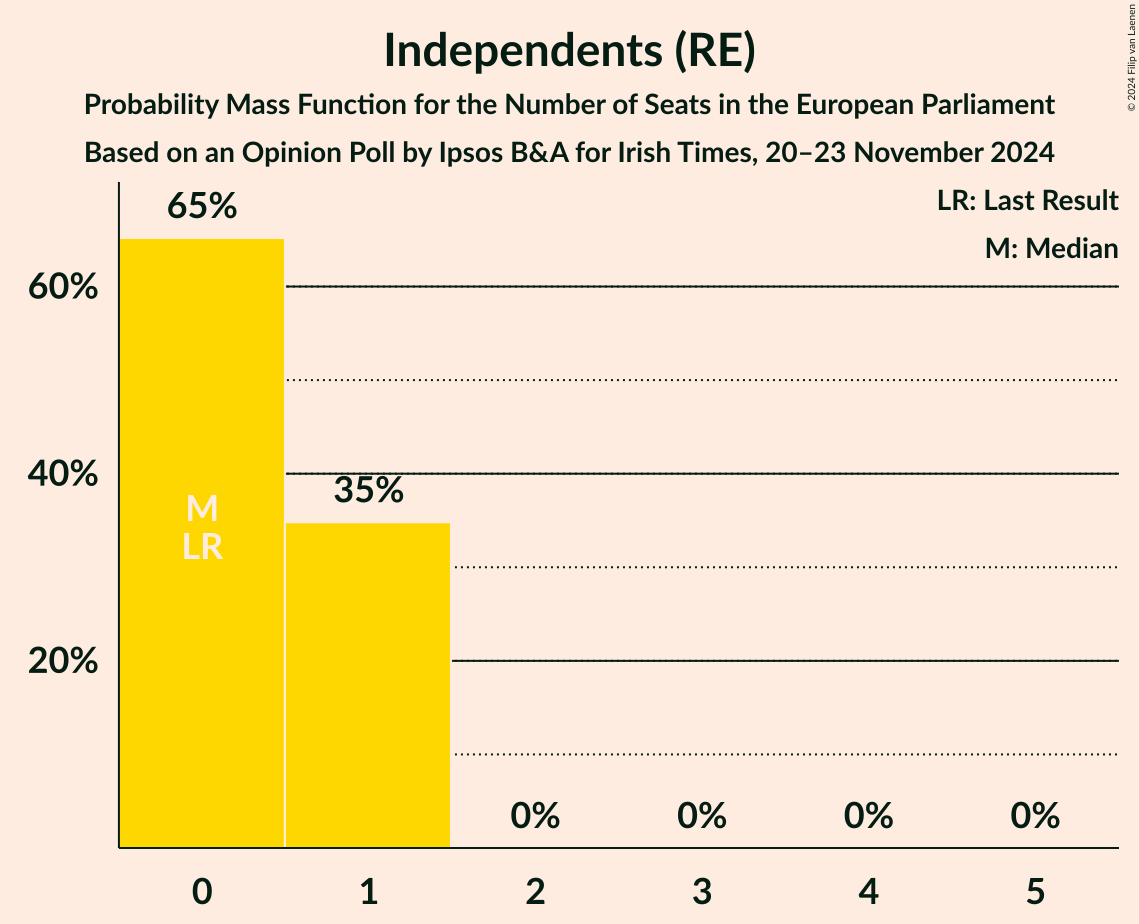 Independents (RE)
Probability Mass Function for the Number of Seats in the European Parliament
Based on an Opinion Poll by Ipsos B&A for Irish Times, 20–23 November 2024
© 2024 Filip van Laenen
LR: Last Result
M: Median
65%
60%
40%
35%
M
LR
20%
0% 0% 0% 0%
0 1 2 3 4 5